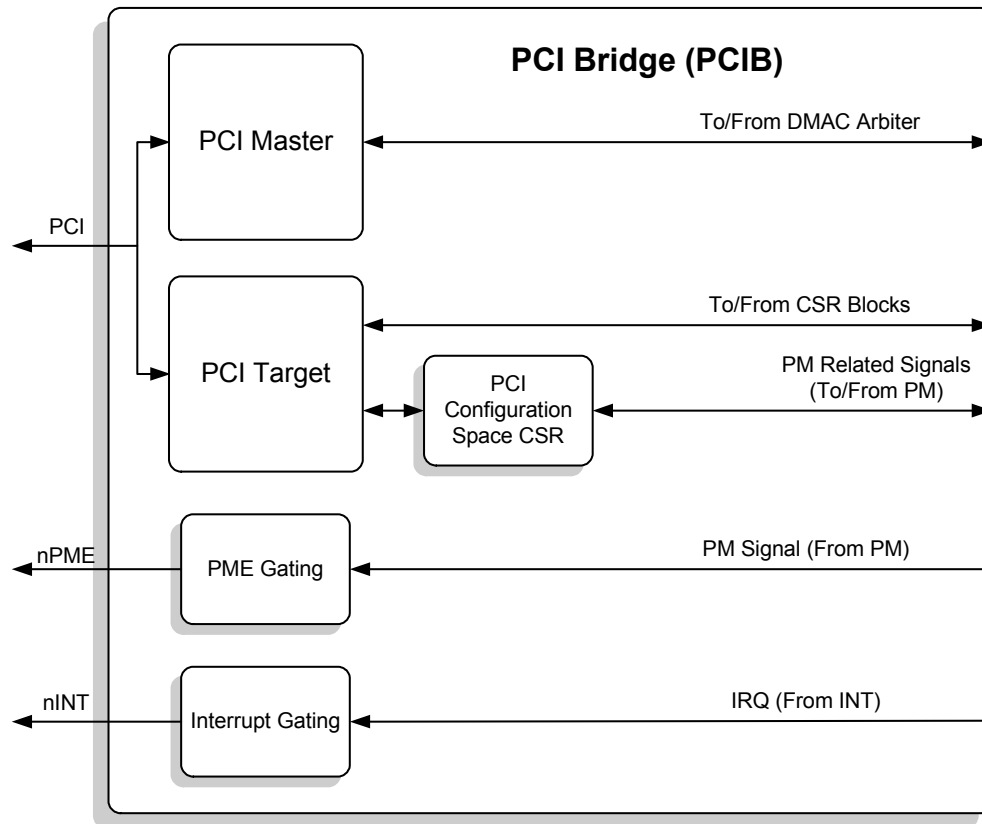 PCI Bridge (PCIB)
PCI Master
To/From DMAC Arbiter
PCI
PCI Target
To/From CSR Blocks
PCI
Configuration
Space CSR
PM Related Signals
(To/From PM)
nPME
PME Gating
PM Signal (From PM)
nINT
Interrupt Gating
IRQ (From INT)